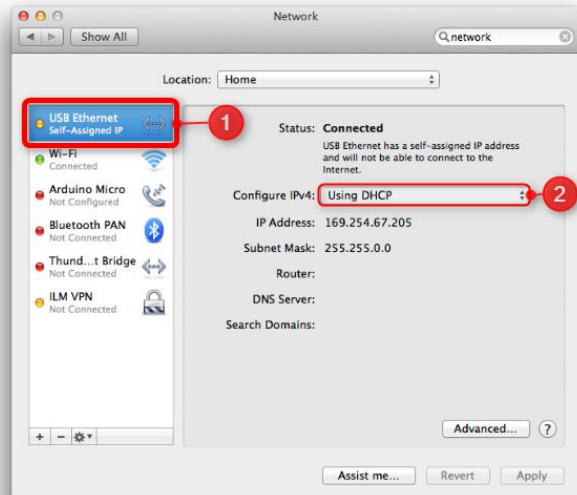 Network
Show All
network
Location: Home
USB Ethernet
Self-Assigned IP
1
Wi-Fi
Connected
Arduino Micro
Not Configured
Bluetooth PAN
Not Connected
Thund...t Bridge
Not Connected
ILM VPN
Not Connected
Status: Connected
USB Ethernet has a self-assigned IP address
and will not be able to connect to the
Internet.
Configure IPv4: Using DHCP
2
IP Address: 169.254.67.205
Subnet Mask: 255.255.0.0
Router:
DNS Server:
Search Domains:
Advanced... ?
+ −
Assist me... Revert Apply